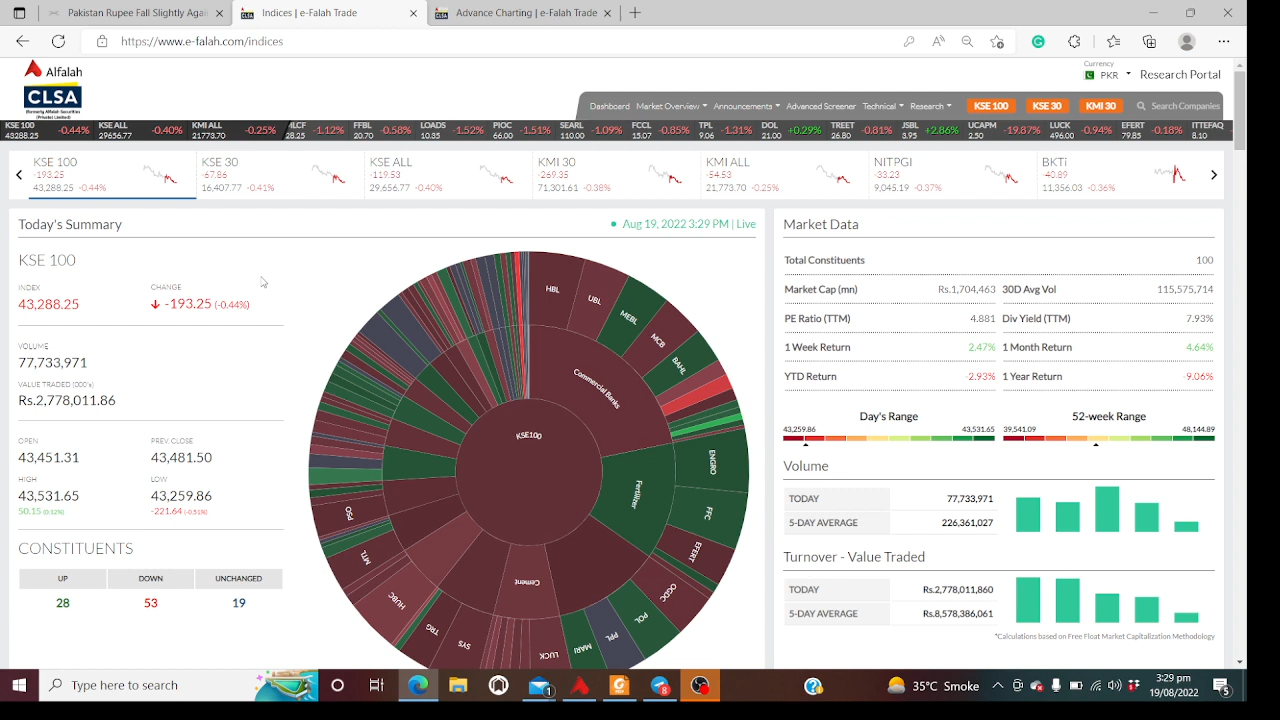 Pakistan Rupee Fall Slightly Agai
Indices | e-Falah Trade
Advance Charting | e-Falah Trade
https://www.e-falah.com/indices
Alfalah
CLSA
(Formerly Alfalah Securities
(Private) Limited)
Currency
PKR
Research Portal
Dashboard Market Overview Announcements Advanced Screener Technical Research KSE 100 KSE 30 KMI 30 Search Companies
KSE 100 43288.25 -0.44% KSE ALL 29656.77 -0.40% KMI ALL 21773.70 -0.25% 28.25 -1.12% FFBL 20.70 -0.58% LOADS 10.95 -1.52% PIOC 66.00 -1.51% SEARL 110.00 -1.09% FCCL 15.07 -0.85% TPL 9.06 -1.31% DOL 21.00 +0.29% TREET 26.80 -0.81% JSBL 3.95 +2.86% UCAPM 2.50 -19.87% LUCK 496.00 -0.94% EFERT 79.85 -0.18% ITTEFAQ 8.10
KSE 100 KSE 30 KSE ALL KMI 30 KMI ALL NITPGI BKTi
-193.25 -67.86 -119.53 -269.35 -54.53 -33.23 -40.89
43,288.25 -0.44% 16,407.77 -0.41% 29,656.77 -0.40% 71,301.61 -0.38% 21,773.70 -0.25% 9,045.19 -0.37% 11,356.03 -0.36%
Today's Summary
Aug 19, 2022 3:29 PM | Live
KSE 100
INDEX CHANGE
43,288.25 -193.25 (-0.44%)
VOLUME
77,733,971
VALUE TRADED (000's)
Rs.2,778,011.86
OPEN PREV. CLOSE
43,451.31 43,481.50
HIGH LOW
43,531.65 43,259.86
50.15 (0.12%) -221.64 (-0.51%)
CONSTITUENTS
UP DOWN UNCHANGED
28 53 19
KSE100
Commercial Banks
Fertilizer
Cement
HBL
UBL
MEBL
MCB
BAHL
ENGRO
FFC
EFERT
OGDC
POL
PPL
MARI
LUCK
SYS
TRG
HUBC
MTL
PSO
Market Data
Total Constituents 100
Market Cap (mn) Rs.1,704,463 30D Avg Vol 115,575,714
PE Ratio (TTM) 4.881 Div Yield (TTM) 7.93%
1 Week Return 2.47% 1 Month Return 4.64%
YTD Return -2.93% 1 Year Return -9.06%
Day's Range 52-week Range
43,259.86 43,531.65 39,541.09 48,144.89
Volume
TODAY 77,733,971
5-DAY AVERAGE 226,361,027
Turnover - Value Traded
TODAY Rs.2,778,011,860
5-DAY AVERAGE Rs.8,578,386,061
*Calculations based on Free Float Market Capitalization Methodology
Type here to search
1
8
35°C Smoke
3:29 pm
19/08/2022
5